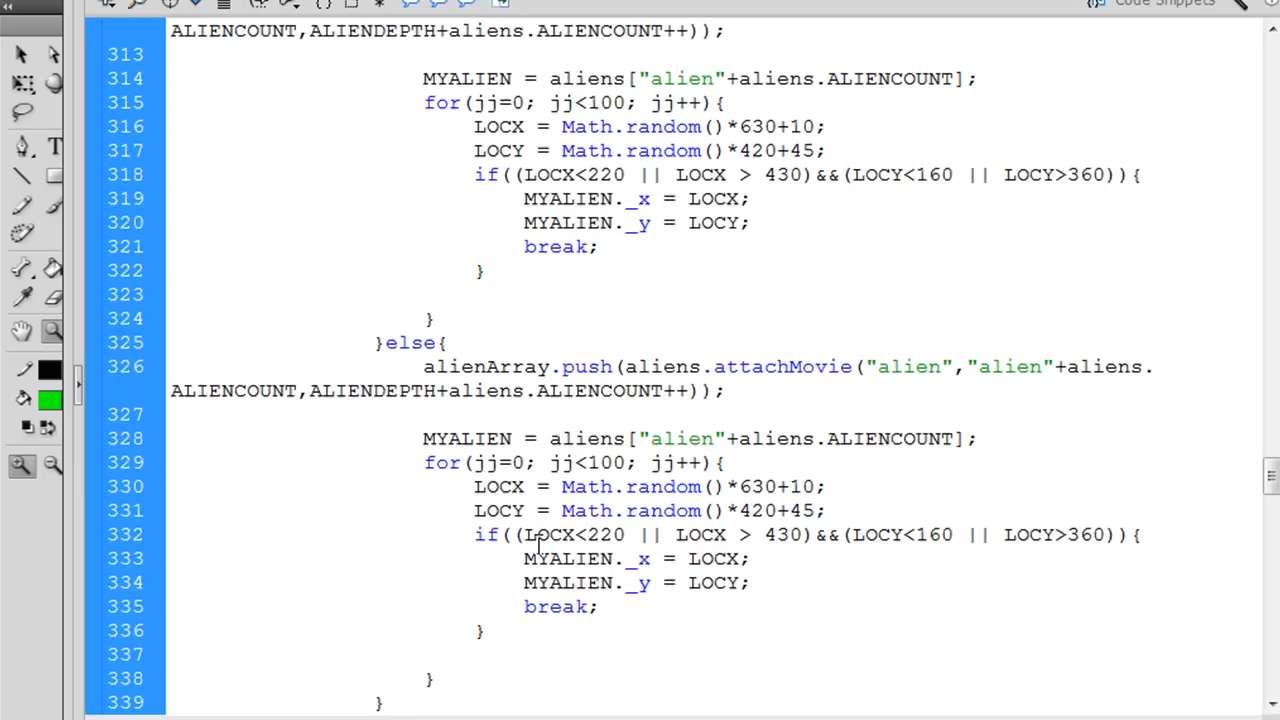 Code Snippets
ALIENCOUNT,ALIENDEPTH+aliens.ALIENCOUNT++));
313
314 MYALIEN = aliens["alien"+aliens.ALIENCOUNT];
315 for(jj=0; jj<100; jj++){
316 LOCX = Math.random()*630+10;
317 LOCY = Math.random()*420+45;
318 if((LOCX<220 || LOCX > 430)&&(LOCY<160 || LOCY>360)){
319 MYALIEN._x = LOCX;
320 MYALIEN._y = LOCY;
321 break;
322 }
323
324 }
325 }else{
326 alienArray.push(aliens.attachMovie("alien","alien"+aliens.
ALIENCOUNT,ALIENDEPTH+aliens.ALIENCOUNT++));
327
328 MYALIEN = aliens["alien"+aliens.ALIENCOUNT];
329 for(jj=0; jj<100; jj++){
330 LOCX = Math.random()*630+10;
331 LOCY = Math.random()*420+45;
332 if((LOCX<220 || LOCX > 430)&&(LOCY<160 || LOCY>360)){
333 MYALIEN._x = LOCX;
334 MYALIEN._y = LOCY;
335 break;
336 }
337
338 }
339 }